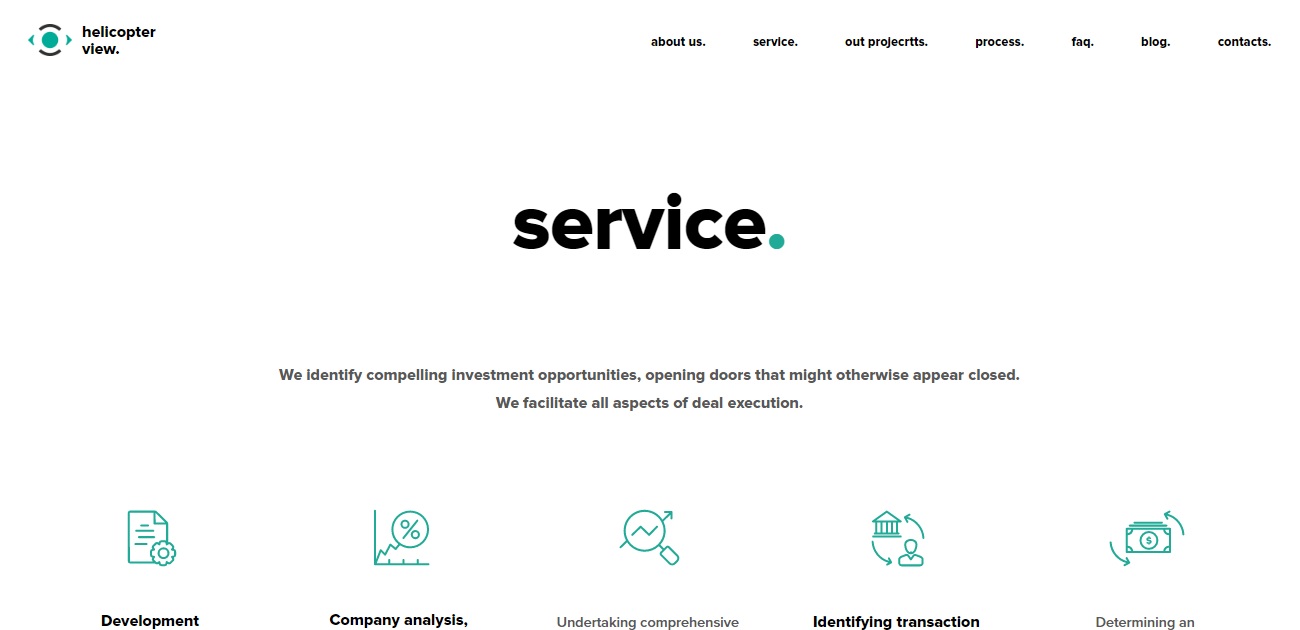 helicopter
view.
about us. service. out projecrtts. process. faq. blog. contacts.
service.
We identify compelling investment opportunities, opening doors that might otherwise appear closed.
We facilitate all aspects of deal execution.
%
$
Development
Company analysis,
Undertaking comprehensive
Identifying transaction
Determining an